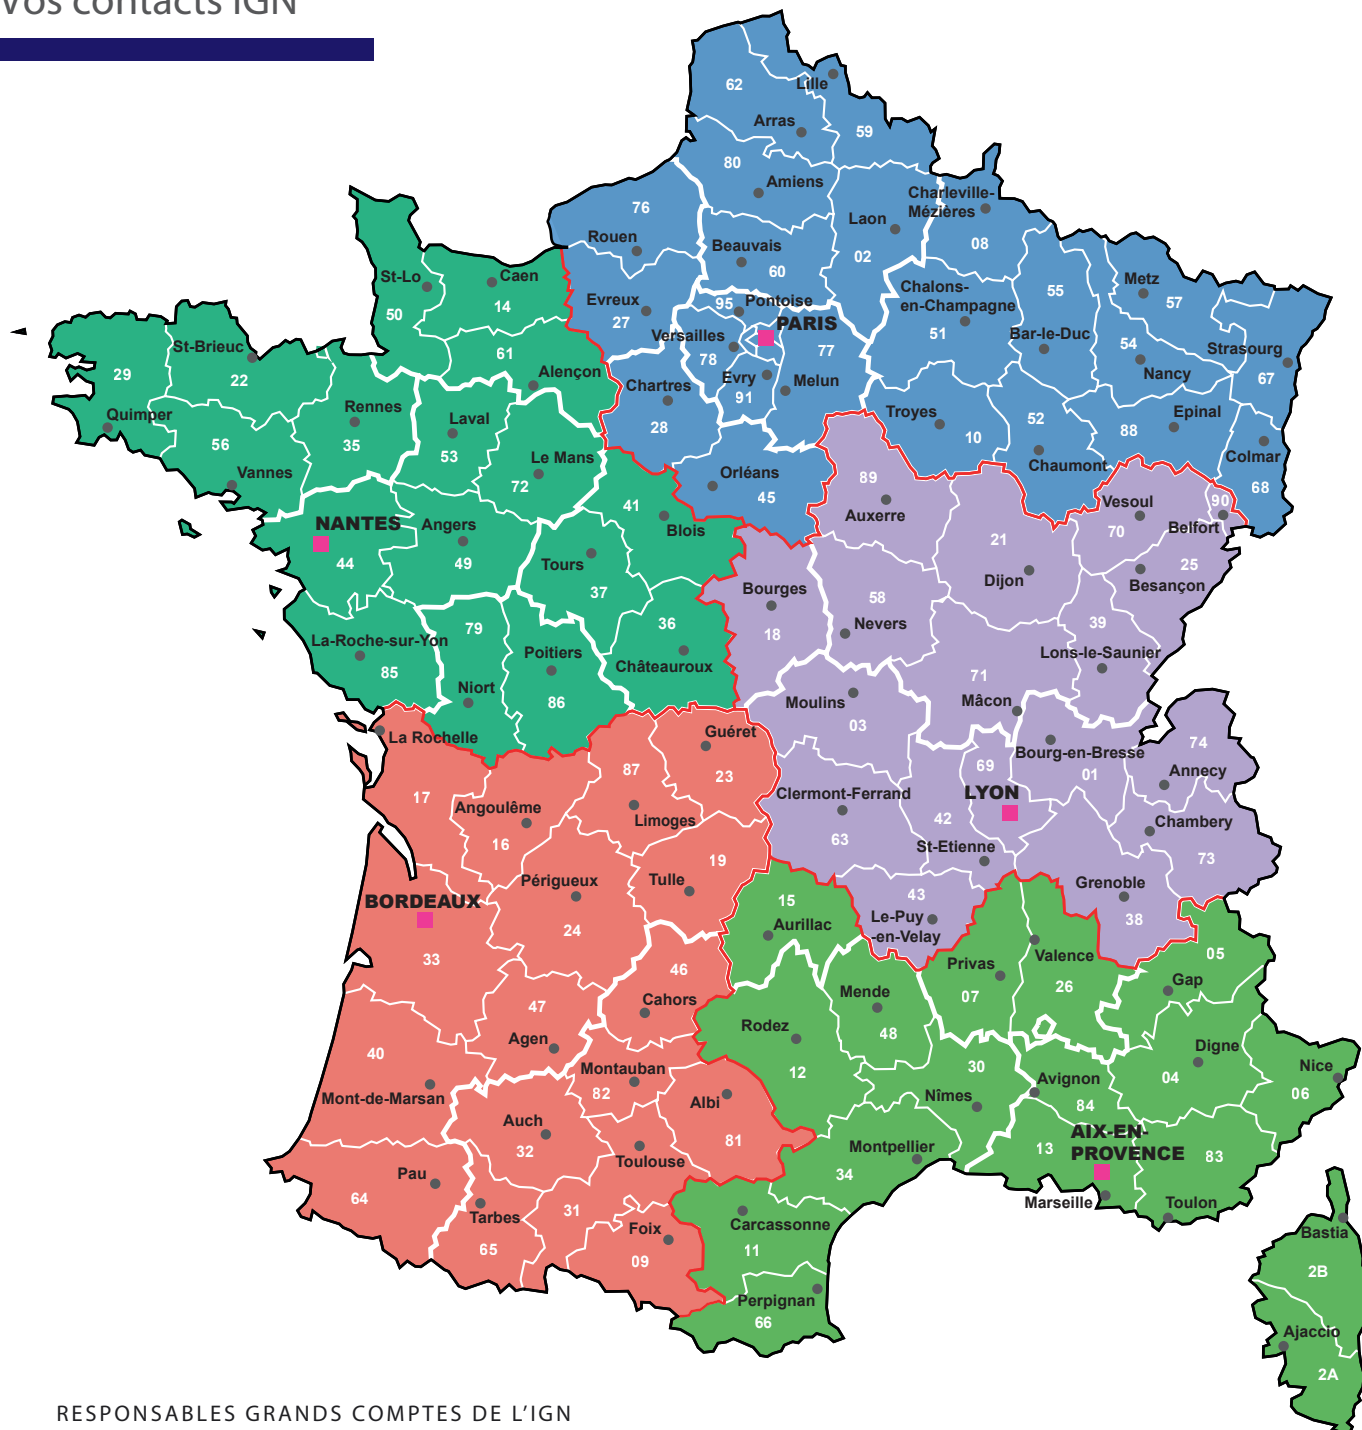 Vos contacts IGN
62
Lille
Arras
59
80
Amiens
Charleville-
Mézières
76
Laon
08
Rouen
Beauvais
60
02
St-Lo
Caen
Metz
57
50
14
Evreux
27
95
Pontoise
Chalons-
en-Champagne
51
55
Versailles
PARIS
Bar-le-Duc
54
Nancy
Strasourg
67
St-Brieuc
22
29
61
Alençon
78
77
Evry
91
Melun
Chartres
28
Quimper
56
Vannes
Rennes
35
Laval
53
Le Mans
72
Troyes
10
52
Chaumont
88
Epinal
Colmar
68
Orléans
45
89
Auxerre
Vesoul
70
90
Belfort
41
Blois
NANTES
44
Angers
49
Tours
37
21
Dijon
25
Besançon
Bourges
18
58
Nevers
39
Lons-le-Saunier
36
Châteauroux
La-Roche-sur-Yon
85
79
Niort
Poitiers
86
71
Mâcon
Moulins
03
La Rochelle
17
Guéret
23
87
Limoges
Bourg-en-Bresse
01
74
Annecy
69
LYON
Angoulême
16
Clermont-Ferrand
63
42
St-Etienne
Chambery
73
19
Tulle
Périgueux
24
BORDEAUX
33
15
Aurillac
43
Le-Puy
-en-Velay
Grenoble
38
Privas
07
Valence
26
05
Gap
46
Cahors
47
Agen
Mende
48
Rodez
12
40
Mont-de-Marsan
Montauban
82
Albi
81
30
Nîmes
Avignon
84
Digne
04
Nice
06
Auch
32
Toulouse
31
Montpellier
34
13
AIX-EN-
PROVENCE
83
Marseille
Toulon
Pau
64
Tarbes
65
Foix
09
Carcassonne
11
Perpignan
66
Bastia
2B
Ajaccio
2A
RESPONSABLES GRANDS COMPTES DE L’IGN